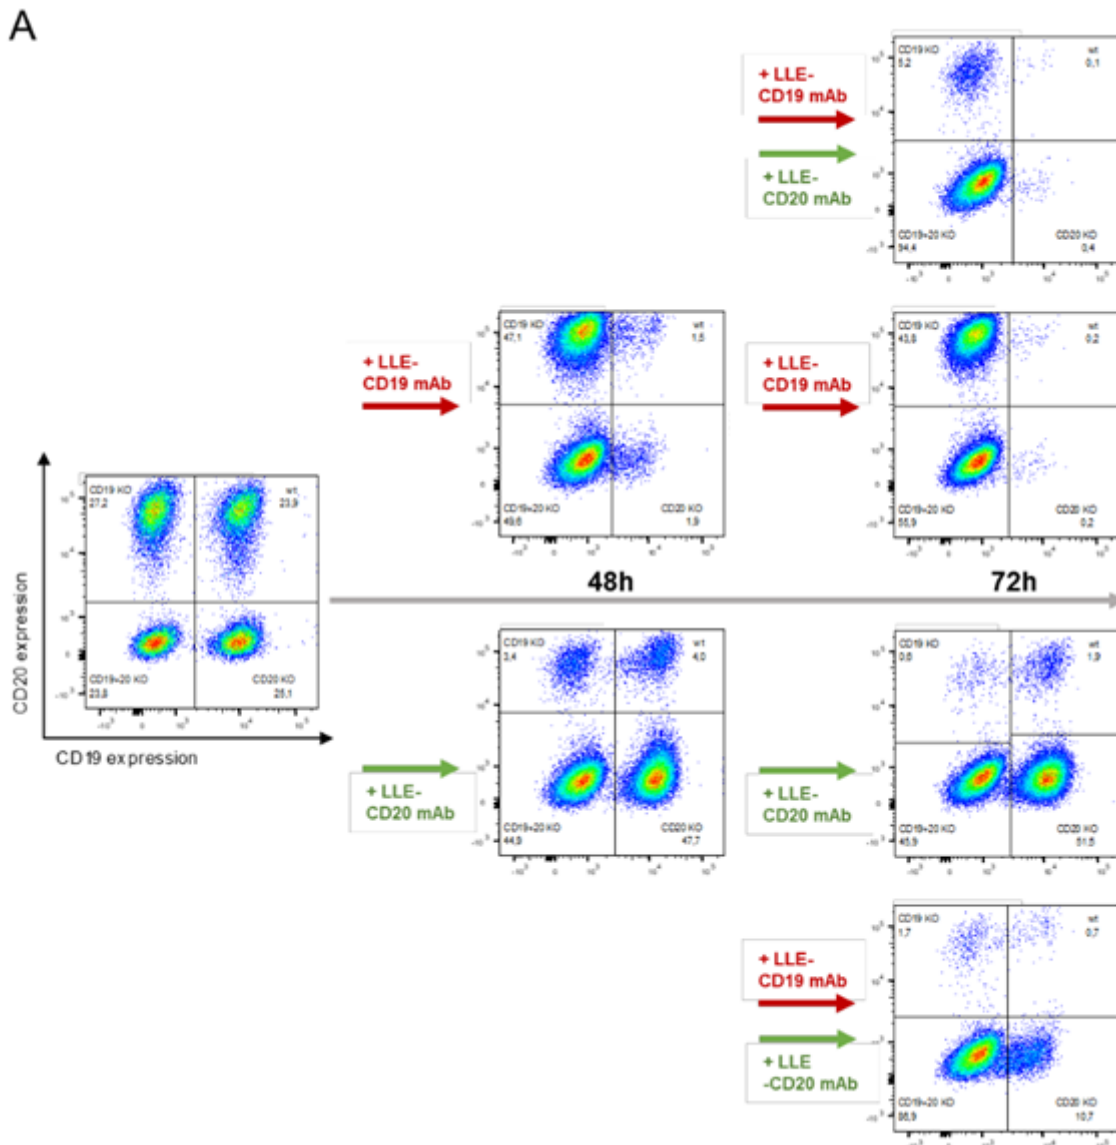 A
+ LLE-
CD19 mAb
+ LLE-
CD20 mAb
CD19 KO
5,2
wt
0,1
CD19+20 KO
94,4
CD20 KO
0,4
+ LLE-
CD19 mAb
CD19 KO
47,1
wt
1,5
CD19+20 KO
49,6
CD20 KO
1,9
+ LLE-
CD19 mAb
CD19 KO
43,8
wt
0,2
CD19+20 KO
55,9
CD20 KO
0,2
CD20 expression
CD19 KO
27,2
wt
23,9
CD19+20 KO
23,8
CD20 KO
25,1
CD19 expression
48h
72h
+ LLE-
CD20 mAb
CD19 KO
3,4
wt
4,0
CD19+20 KO
44,9
CD20 KO
47,7
+ LLE-
CD20 mAb
CD19 KO
0,6
wt
1,9
CD19+20 KO
45,9
CD20 KO
51,5
+ LLE-
CD19 mAb
+ LLE
-CD20 mAb
CD19 KO
1,7
wt
0,7
CD19+20 KO
CD20 KO
10,7